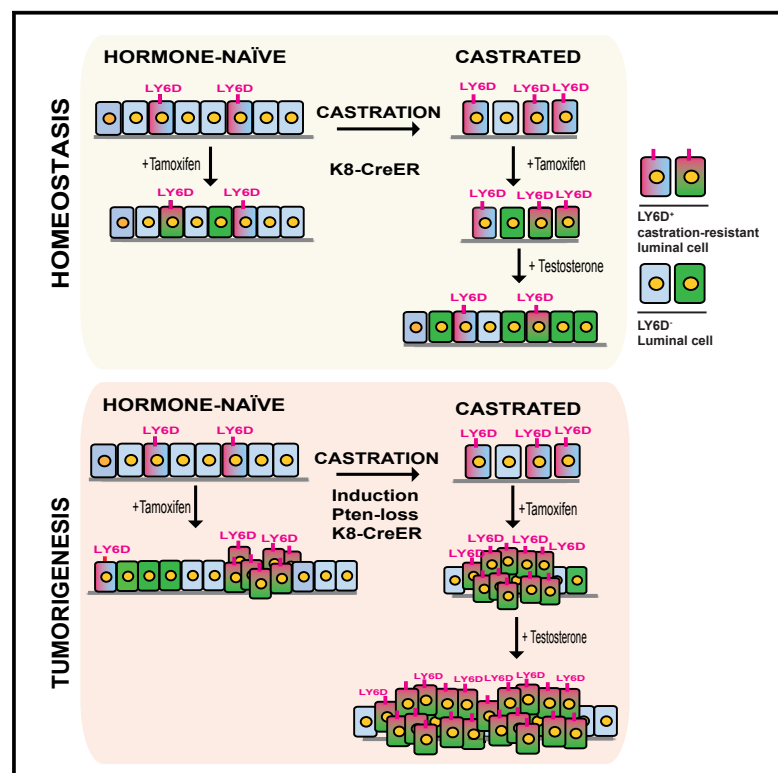 HOMEOSTASIS
HORMONE-NAÏVE
CASTRATED
LY6D LY6D
CASTRATION
K8-CreER
LY6D LY6D LY6D
+Tamoxifen
+Tamoxifen
LY6D LY6D
LY6D LY6D LY6D
+ Testosterone
LY6D LY6D
LY6D⁺
castration-resistant
luminal cell
LY6D⁻
Luminal cell
TUMORIGENESIS
HORMONE-NAÏVE
CASTRATED
LY6D LY6D
CASTRATION
Induction
Pten-loss
K8-CreER
LY6D LY6D LY6D
+Tamoxifen
+Tamoxifen
LY6D LY6D LY6D LY6D
LY6D LY6D LY6D LY6D
+ Testosterone
LY6D LY6D LY6D LY6D LY6D LY6D